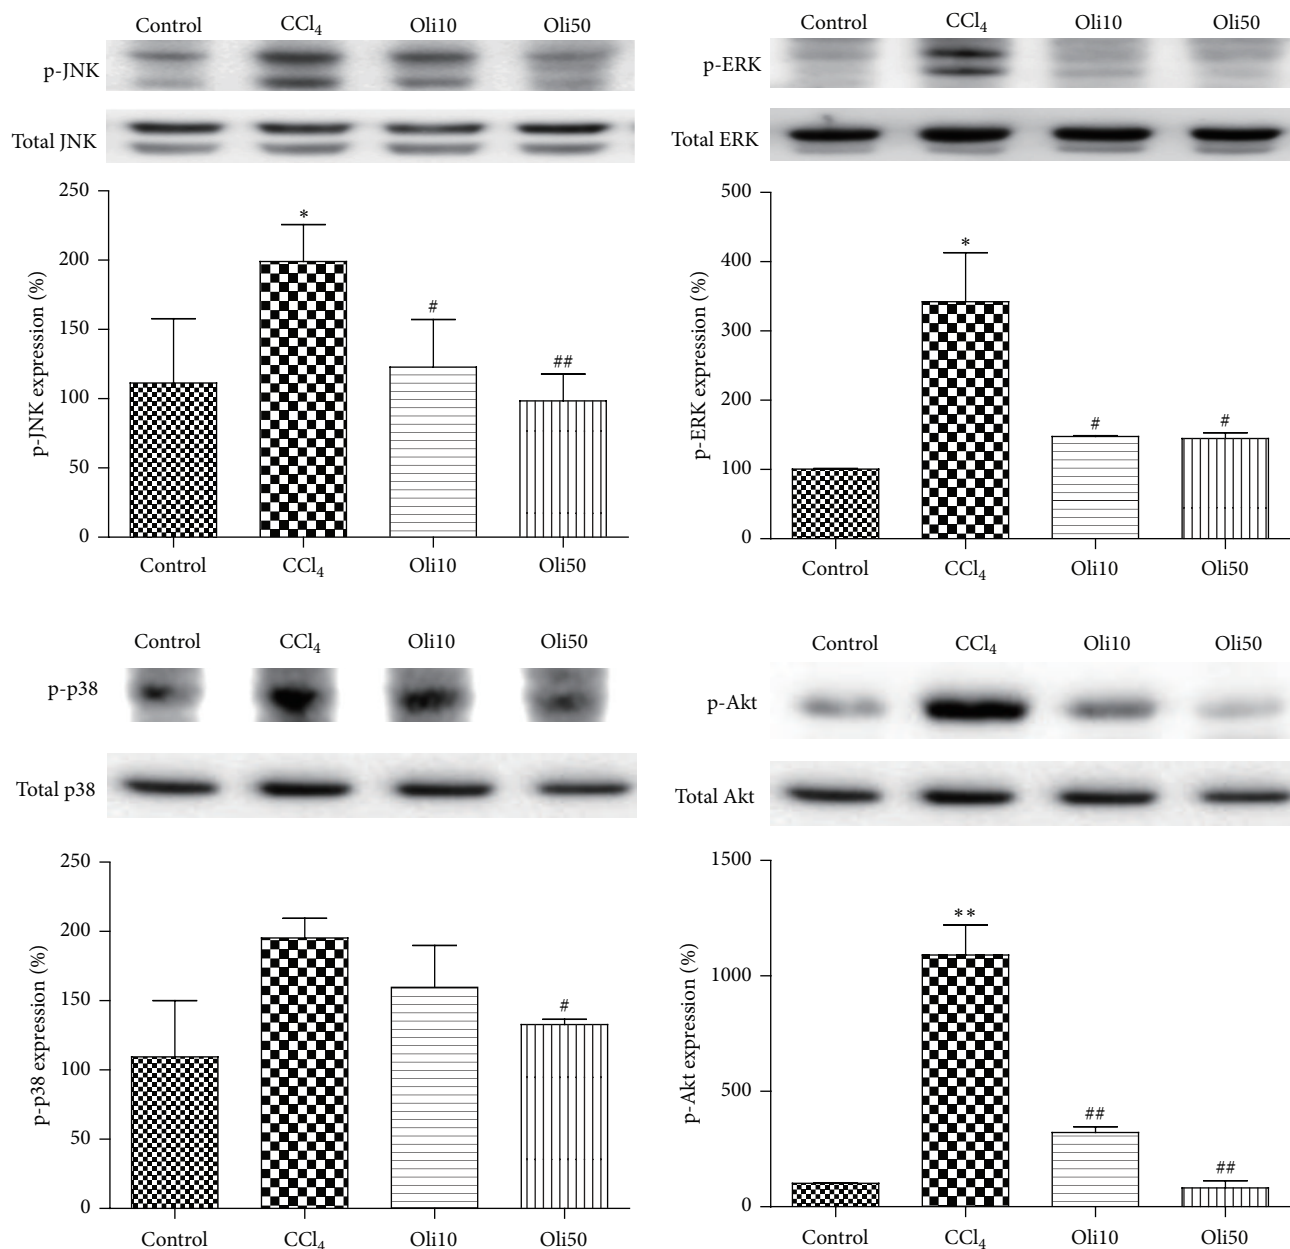 Control CCl₄ Oli10 Oli50
p-JNK
Total JNK
250
200
150
100
50
0
p-JNK expression (%)
*
#
##
Control CCl₄ Oli10 Oli50
Control CCl₄ Oli10 Oli50
p-ERK
Total ERK
500
400
300
150
100
0
p-ERK expression (%)
*
#
#
Control CCl₄ Oli10 Oli50
Control CCl₄ Oli10 Oli50
p-p38
Total p38
250
200
150
100
50
0
p-p38 expression (%)
#
Control CCl₄ Oli10 Oli50
Control CCl₄ Oli10 Oli50
p-Akt
Total Akt
1500
1000
500
0
p-Akt expression (%)
**
##
##
Control CCl₄ Oli10 Oli50